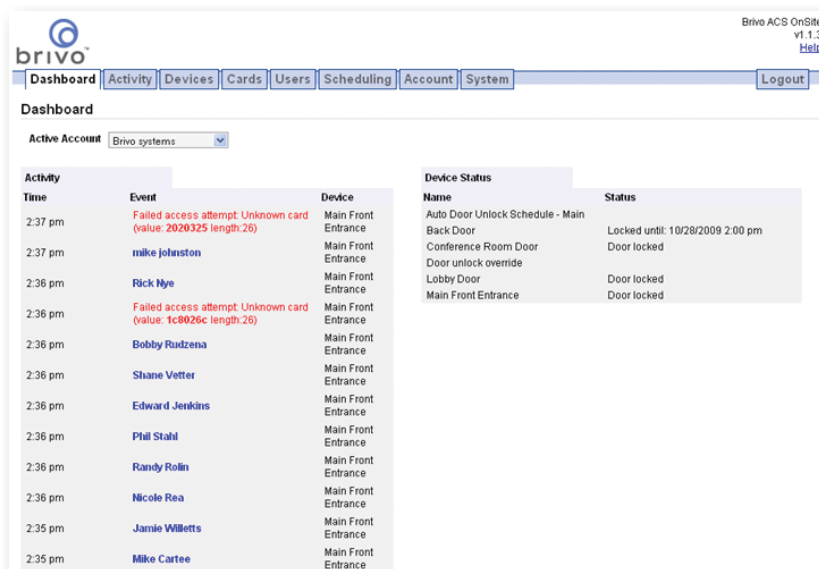 Brivo ACS OnSite
v1.1.3
Help
brivo
Dashboard Activity Devices Cards Users Scheduling Account System Logout
Dashboard
Active Account Brivo systems
Activity
Time Event Device
2:37 pm Failed access attempt: Unknown card (value: 2020325 length:26) Main Front Entrance
2:37 pm mike johnston Main Front Entrance
2:36 pm Rick Nye Main Front Entrance
2:36 pm Failed access attempt: Unknown card (value: 1c8026c length:26) Main Front Entrance
2:36 pm Bobby Rudzena Main Front Entrance
2:36 pm Shane Vetter Main Front Entrance
2:36 pm Edward Jenkins Main Front Entrance
2:36 pm Phil Stahl Main Front Entrance
2:36 pm Randy Rolin Main Front Entrance
2:36 pm Nicole Rea Main Front Entrance
2:35 pm Jamie Willetts Main Front Entrance
2:35 pm Mike Cartee Main Front Entrance
Device Status
Name Status
Auto Door Unlock Schedule - Main
Back Door Locked until: 10/28/2009 2:00 pm
Conference Room Door Door locked
Door unlock override
Lobby Door Door locked
Main Front Entrance Door locked